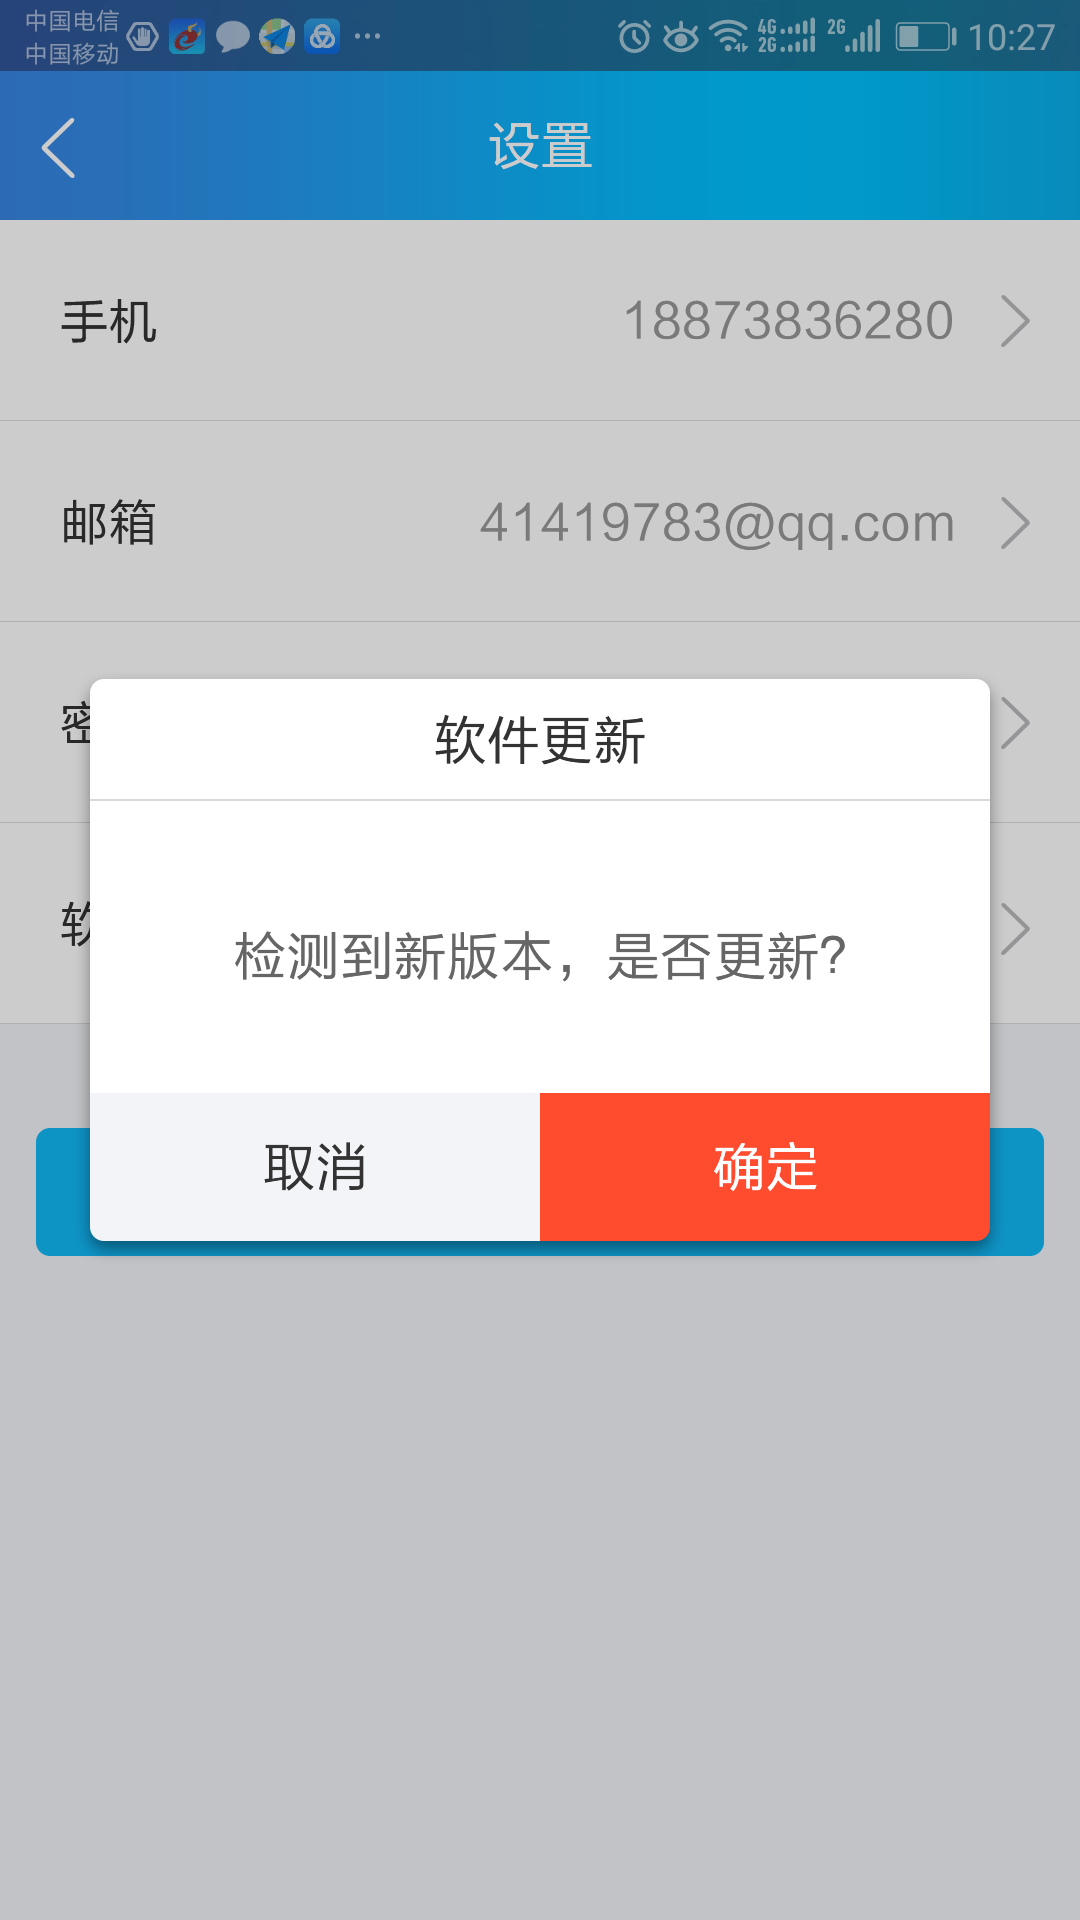 中国电信
中国移动
4G
2G
2G
10:27
设置
手机 18873836280
邮箱 41419783@qq.com
密
软
软件更新
检测到新版本，是否更新?
取消 确定